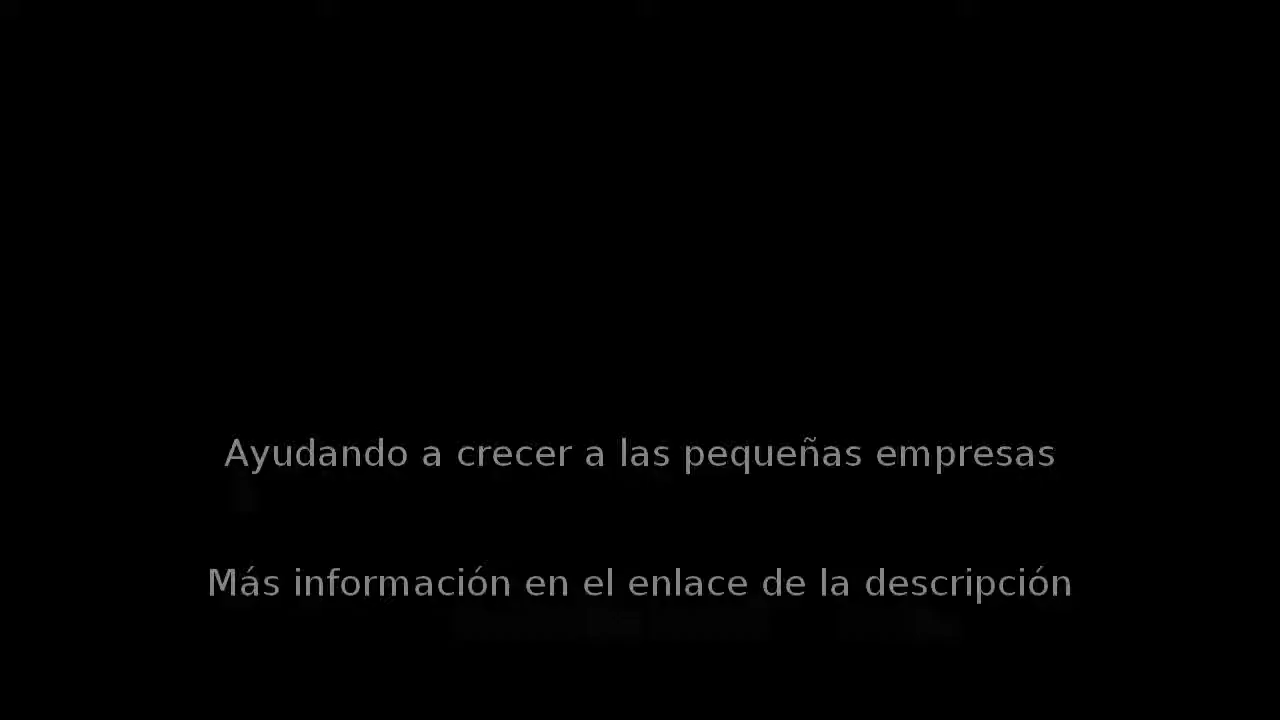 Ayudando a crecer a las pequeñas empresas
Más información en el enlace de la descripción